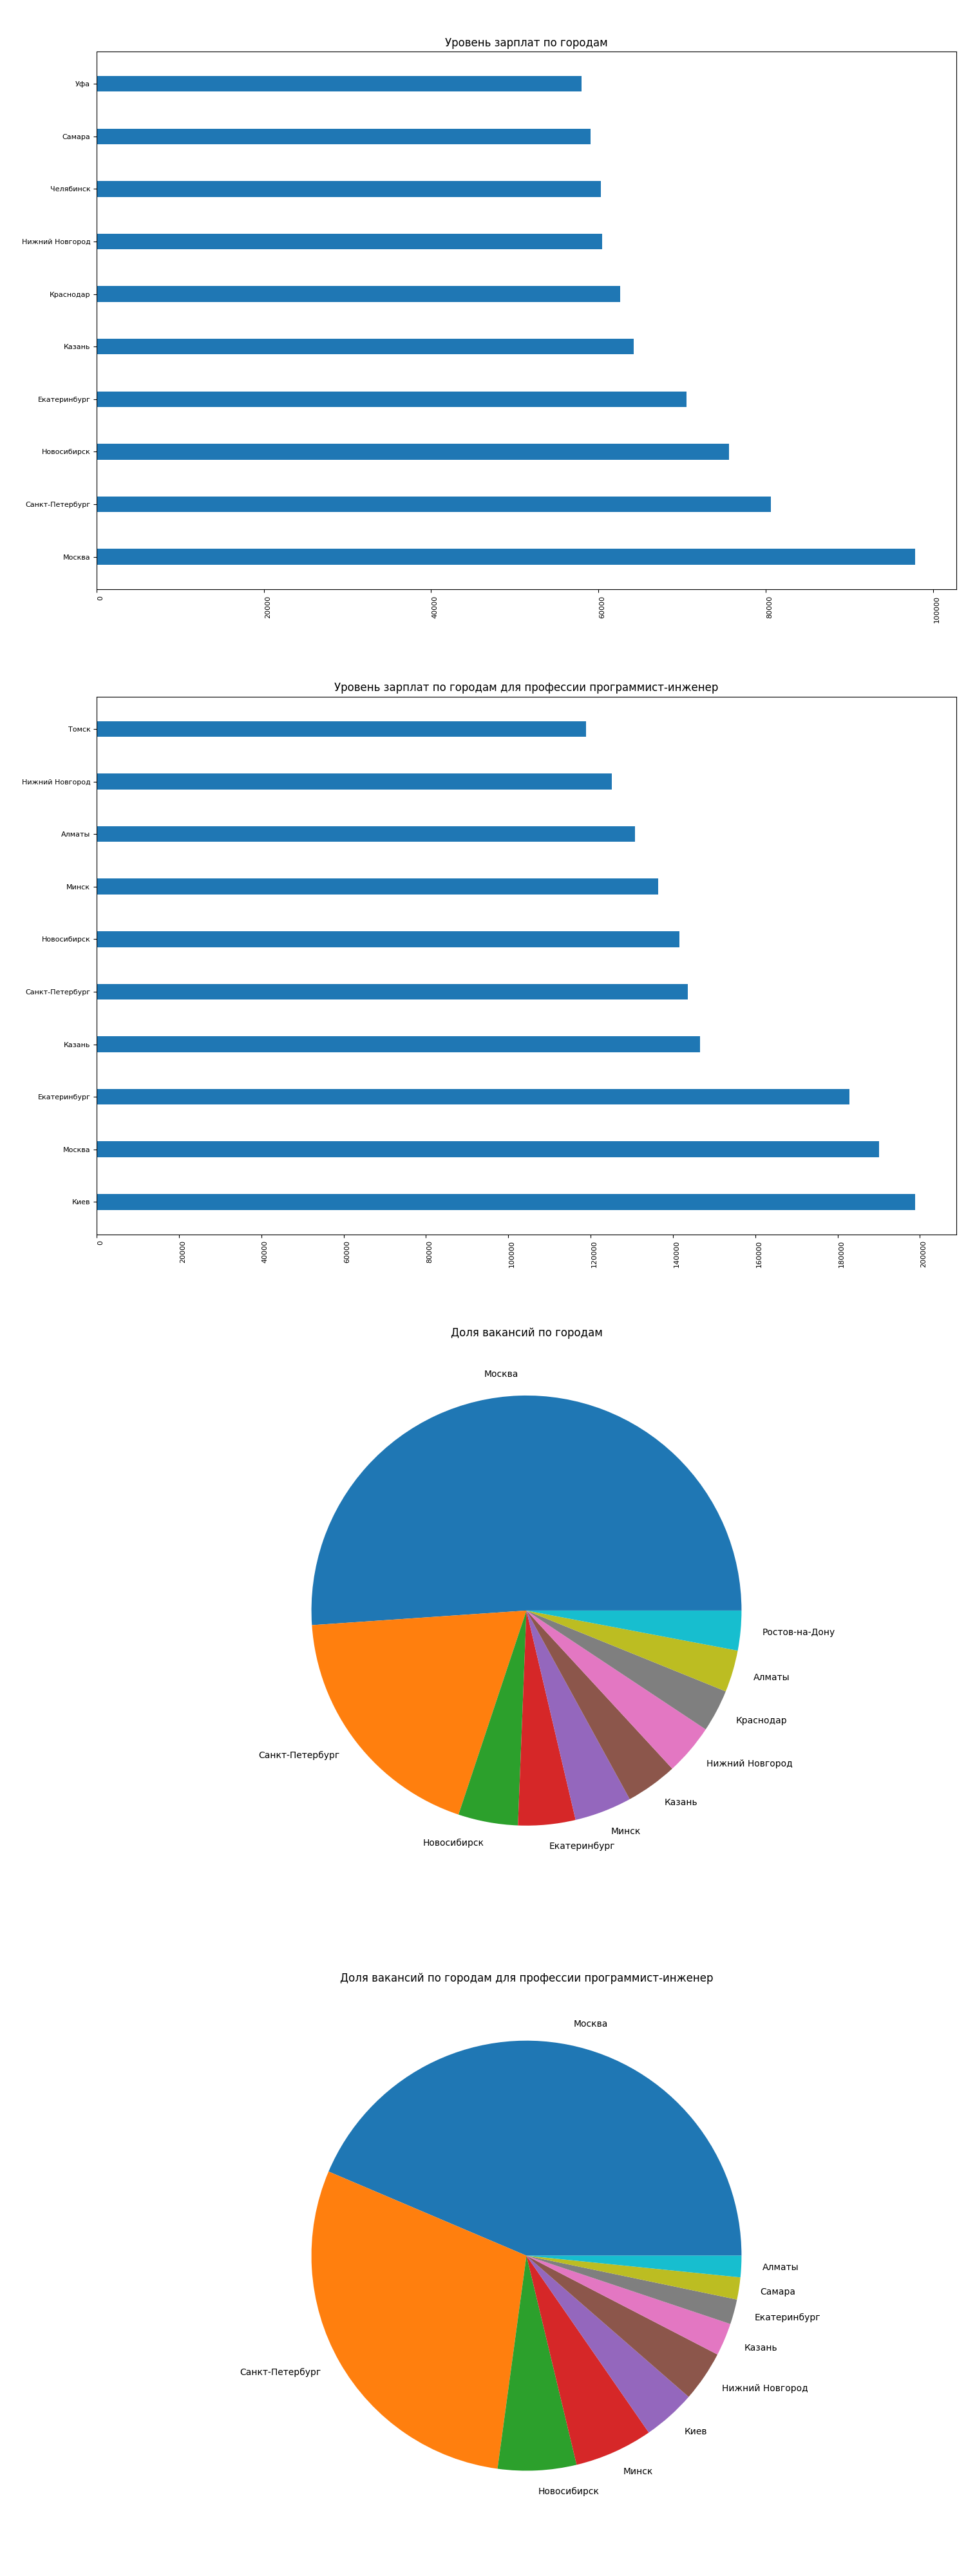 Уровень зарплат по городам
Уфа
Самара
Челябинск
Нижний Новгород
Краснодар
Казань
Екатеринбург
Новосибирск
Санкт-Петербург
Москва
0
20000
40000
60000
80000
100000
Уровень зарплат по городам для профессии программист-инженер
Томск
Нижний Новгород
Алматы
Минск
Новосибирск
Санкт-Петербург
Казань
Екатеринбург
Москва
Киев
0
20000
40000
60000
80000
100000
120000
140000
160000
180000
200000
Доля вакансий по городам
Москва
Ростов-на-Дону
Алматы
Краснодар
Санкт-Петербург
Нижний Новгород
Казань
Минск
Новосибирск
Екатеринбург
Доля вакансий по городам для профессии программист-инженер
Москва
Алматы
Самара
Екатеринбург
Казань
Санкт-Петербург
Нижний Новгород
Киев
Минск
Новосибирск